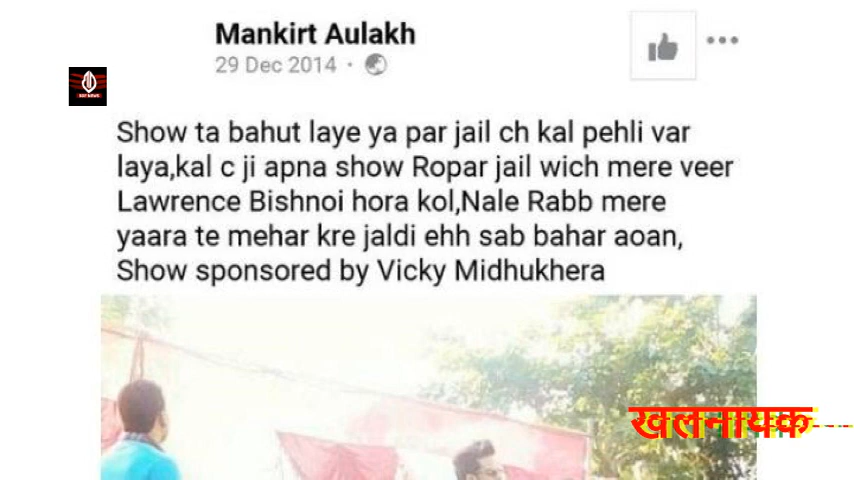 Mankirt Aulakh
29 Dec 2014
Show ta bahut laye ya par jail ch kal pehli var
laya,kal c ji apna show Ropar jail wich mere veer
Lawrence Bishnoi hora kol,Nale Rabb mere
yaara te mehar kre jaldi ehh sab bahar aoan,
Show sponsored by Vicky Midhukhera
खलनायक